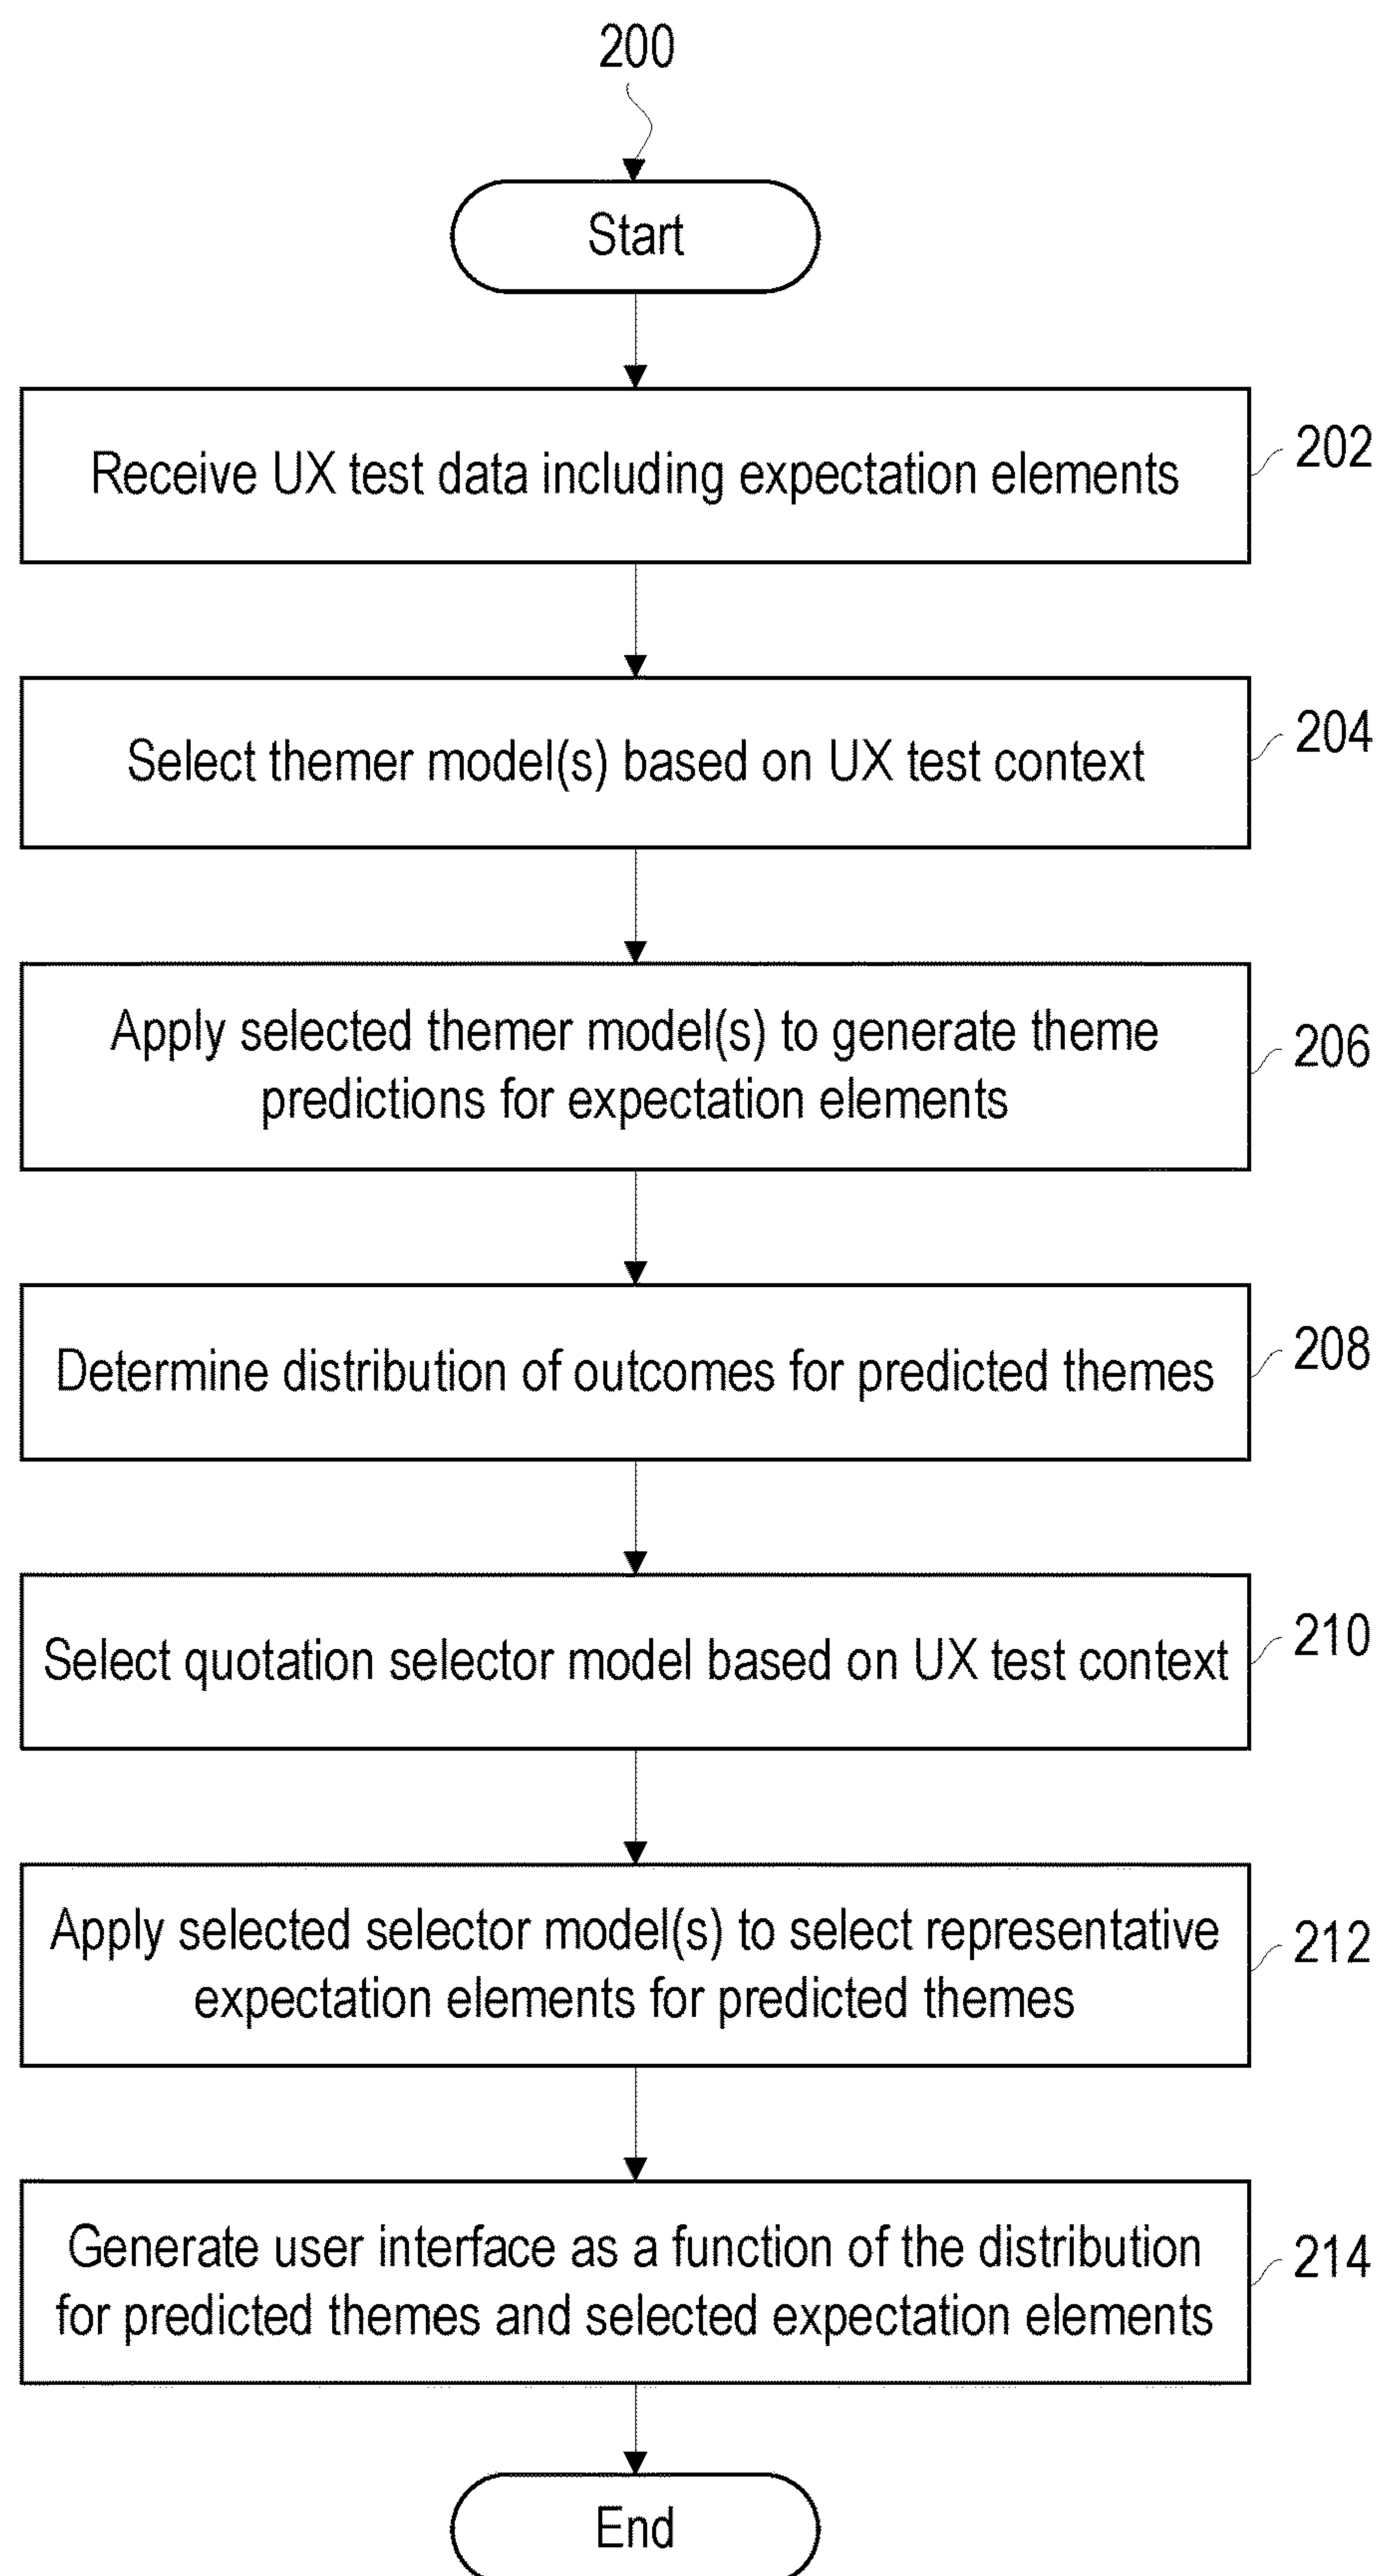 200
Start
Receive UX test data including expectation elements
202
Select themer model(s) based on UX test context
204
Apply selected themer model(s) to generate theme
predictions for expectation elements
206
Determine distribution of outcomes for predicted themes
208
Select quotation selector model based on UX test context
210
Apply selected selector model(s) to select representative
expectation elements for predicted themes
212
Generate user interface as a function of the distribution
for predicted themes and selected expectation elements
214
End